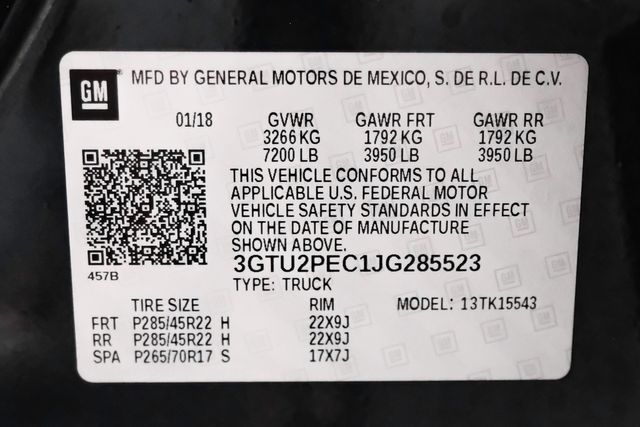 GM
MFD BY GENERAL MOTORS DE MEXICO, S. DE R.L. DE C.V.
01/18 GVWR GAWR FRT GAWR RR
3266 KG 1792 KG 1792 KG
7200 LB 3950 LB 3950 LB
THIS VEHICLE CONFORMS TO ALL
APPLICABLE U.S. FEDERAL MOTOR
VEHICLE SAFETY STANDARDS IN EFFECT
ON THE DATE OF MANUFACTURE
SHOWN ABOVE.
457B
3GTU2PEC1JG285523
TYPE: TRUCK
TIRE SIZE RIM MODEL: 13TK15543
FRT P285/45R22 H 22X9J
RR P285/45R22 H 22X9J
SPA P265/70R17 S 17X7J